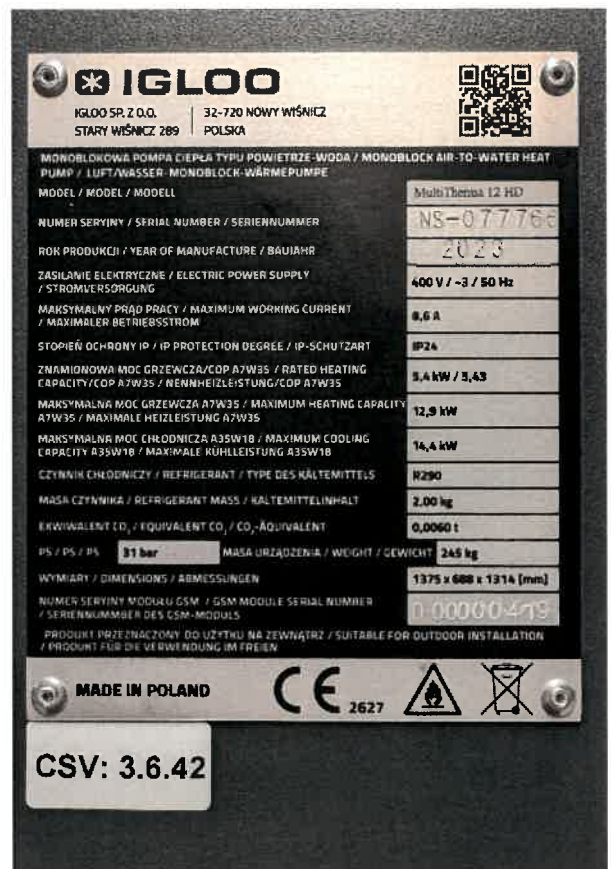 IGLOO
IGLOO SP. Z O.O.
STARY WIŚNICZ 289
32-720 NOWY WIŚNICZ
POLSKA
MONOBLOKOWA POMPA CIEPŁA TYPU POWIETRZE-WODA / MONOBLOCK AIR-TO-WATER HEAT
PUMP / LUFT/WASSER-MONOBLOCK-WÄRMEPUMPE
MODEL / MODEL / MODELL MultiTherma 12 HD
NUMER SERYJNY / SERIAL NUMBER / SERIENNUMMER NS-077766
ROK PRODUKCJI / YEAR OF MANUFACTURE / BAUJAHR 2023
ZASILANIE ELEKTRYCZNE / ELECTRIC POWER SUPPLY
/ STROMVERSORGUNG 400 V / ~3 / 50 Hz
MAKSYMALNY PRĄD PRACY / MAXIMUM WORKING CURRENT
/ MAXIMALER BETRIEBSSTROM 8,6 A
STOPIEŃ OCHRONY IP / IP PROTECTION DEGREE / IP-SCHUTZART IP24
ZNAMIONOWA MOC GRZEWCZA/COP A7W35 / RATED HEATING
CAPACITY/COP A7W35 / NENNHEIZLEISTUNG/COP A7W35 5,4 kW / 5,43
MAKSYMALNA MOC GRZEWCZA A7W35 / MAXIMUM HEATING CAPACITY
A7W35 / MAXIMALE HEIZLEISTUNG A7W35 12,9 kW
MAKSYMALNA MOC CHŁODNICZA A35W18 / MAXIMUM COOLING
CAPACITY A35W18 / MAXIMALE KÜHLLEISTUNG A35W18 14,4 kW
CZYNNIK CHŁODNICZY / REFRIGERANT / TYPE DES KÄLTEMITTELS R290
MASA CZYNNIKA / REFRIGERANT MASS / KÄLTEMITTELINHALT 2,00 kg
EKWIWALENT CO₂ / EQUIVALENT CO₂ / CO₂-ÄQUIVALENT 0,0060 t
PS / PS / PS 31 bar MASA URZĄDZENIA / WEIGHT / GEWICHT 245 kg
WYMIARY / DIMENSIONS / ABMESSUNGEN 1375 x 688 x 1314 [mm]
NUMER SERYJNY MODUŁU GSM / GSM MODULE SERIAL NUMBER
/ SERIENNUMMER DES GSM-MODULS
PRODUKT PRZEZNACZONY DO UŻYTKU NA ZEWNĄTRZ / SUITABLE FOR OUTDOOR INSTALLATION
/ PRODUKT FÜR DIE VERWENDUNG IM FREIEN
MADE IN POLAND
CE 2627
CSV: 3.6.42